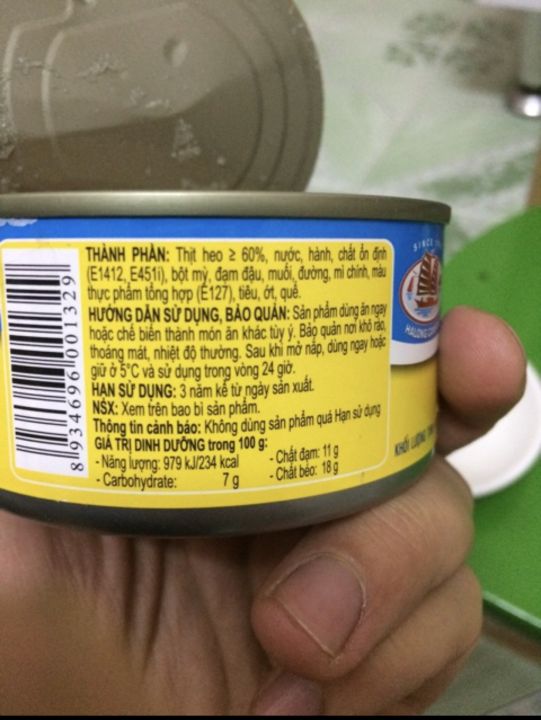 THÀNH PHẦN: Thịt heo ≥ 60%, nước, hành, chất ổn định
(E1412, E451i), bột mỳ, đạm đậu, muối, đường, mì chính, màu
thực phẩm tổng hợp (E127), tiêu, ớt, quế.
HƯỚNG DẪN SỬ DỤNG, BẢO QUẢN: Sản phẩm dùng ăn ngay
hoặc chế biến thành món ăn khác tùy ý. Bảo quản nơi khô ráo,
thoáng mát, nhiệt độ thường. Sau khi mở nắp, dùng ngay hoặc
giữ ở 5°C và sử dụng trong vòng 24 giờ.
HẠN SỬ DỤNG: 3 năm kể từ ngày sản xuất.
NSX: Xem trên bao bì sản phẩm.
Thông tin cảnh báo: Không dùng sản phẩm quá Hạn sử dụng
GIÁ TRỊ DINH DƯỠNG trong 100 g:
- Năng lượng: 979 kJ/234 kcal - Chất đạm: 11 g
- Carbohydrate: 7 g - Chất béo: 18 g
8 934696 001329
SINCE
HALONG
KHỐI LƯỢNG